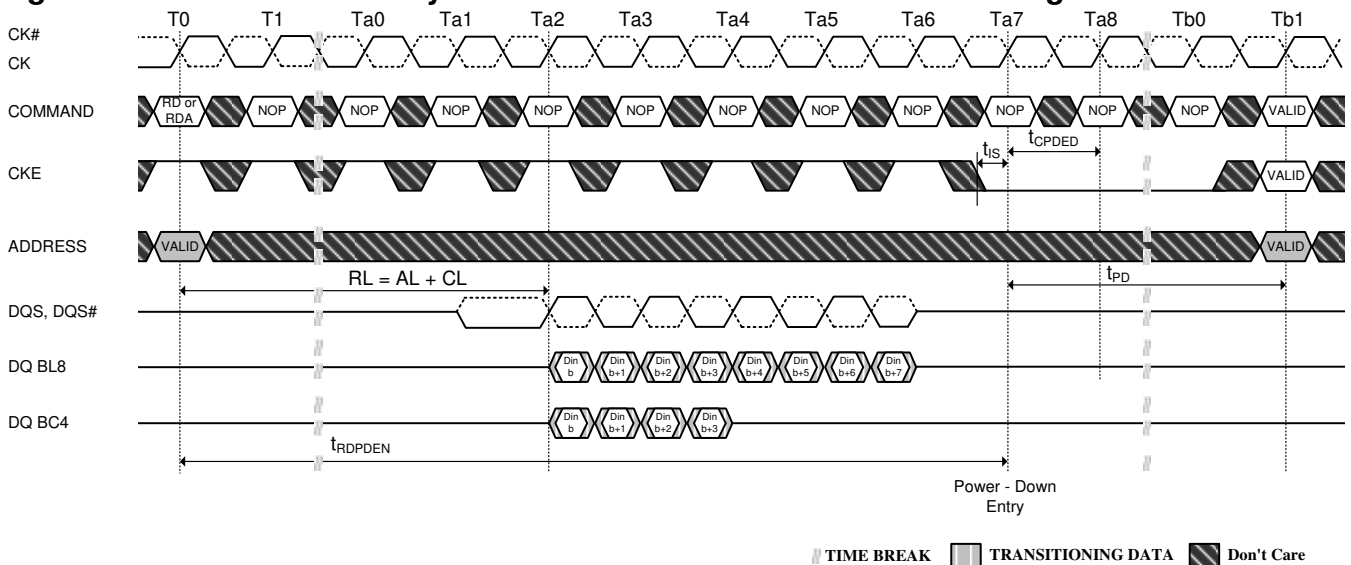 T0 T1 Ta0 Ta1 Ta2 Ta3 Ta4 Ta5 Ta6 Ta7 Ta8 Tb0 Tb1
CK#
CK
COMMAND
RD or
RDA
NOP NOP NOP NOP NOP NOP NOP NOP NOP NOP NOP VALID
tIS
tCPDED
CKE
VALID
ADDRESS
VALID
VALID
RL = AL + CL
tPD
DQS, DQS#
DQ BL8
Din
b
Din
b+1
Din
b+2
Din
b+3
Din
b+4
Din
b+5
Din
b+6
Din
b+7
DQ BC4
Din
b
Din
b+1
Din
b+2
Din
b+3
tRDPDEN
Power - Down
Entry
TIME BREAK TRANSITIONING DATA Don't Care